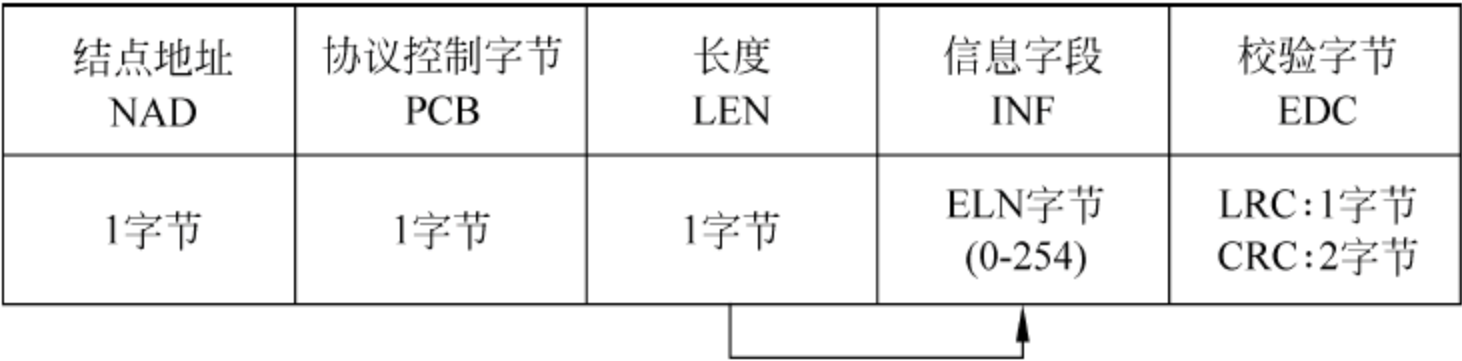 结点地址
NAD
协议控制字节
PCB
长度
LEN
信息字段
INF
校验字节
EDC
1字节
1字节
1字节
ELN字节
(0-254)
LRC:1字节
CRC:2字节